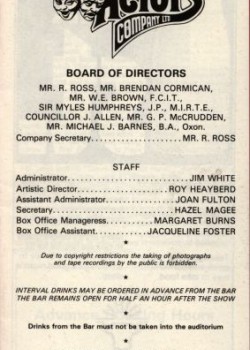 ACTORS
COMPANY LTD
BOARD OF DIRECTORS
MR. R. ROSS, MR. BRENDAN CORMICAN,
MR. W.E. BROWN, F.C.I.T.,
SIR MYLES HUMPHREYS, J.P., M.I.R.T.E.,
COUNCILLOR J. ALLEN, MR. G. P. McCRUDDEN,
MR. MICHAEL J. BARNES, B.A., Oxon.
Company Secretary....................MR. R. ROSS
STAFF
Administrator....................JIM WHITE
Artistic Director....................ROY HEAYBERD
Assistant Administrator....................JOAN FULTON
Secretary....................HAZEL MAGEE
Box Office Manageress....................MARGARET BURNS
Box Office Assistant....................JACQUELINE FOSTER
*
Due to copyright restrictions the taking of photographs
and tape recordings by the public is forbidden.
*
INTERVAL DRINKS MAY BE ORDERED IN ADVANCE FROM THE BAR
THE BAR REMAINS OPEN FOR HALF AN HOUR AFTER THE SHOW
*
Drinks from the Bar must not be taken into the auditorium
*